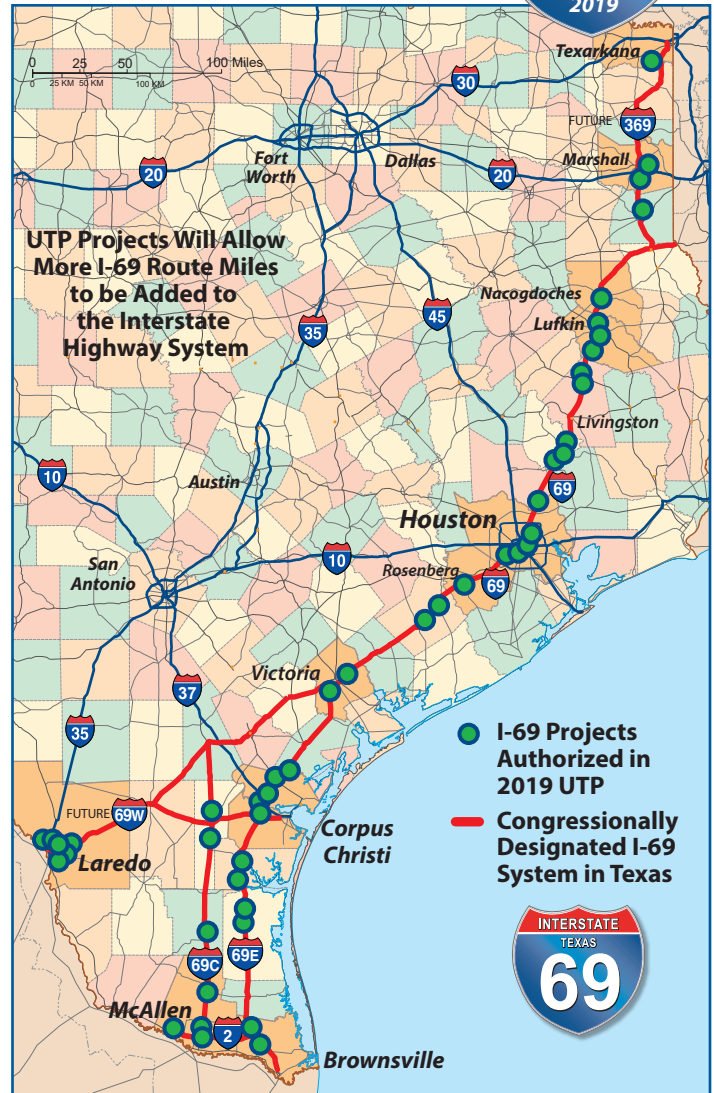 2019
Texarkana
0 50 100 Miles
25
0 25 KM 50 KM 100 KM
30
FUTURE 369
Fort
Worth
Dallas
Marshall
20
20
UTP Projects Will Allow
More I-69 Route Miles
to be Added to
the Interstate
Highway System
Nacogdoches
Lufkin
35
45
Livingston
10
Austin
69
Houston
San
Antonio
10
Rosenberg
69
Victoria
37
35
I-69 Projects
Authorized in
2019 UTP
FUTURE 69W
Congressionally
Designated I-69
System in Texas
Corpus
Christi
Laredo
INTERSTATE
TEXAS
69
69C
69E
McAllen
2
Brownsville